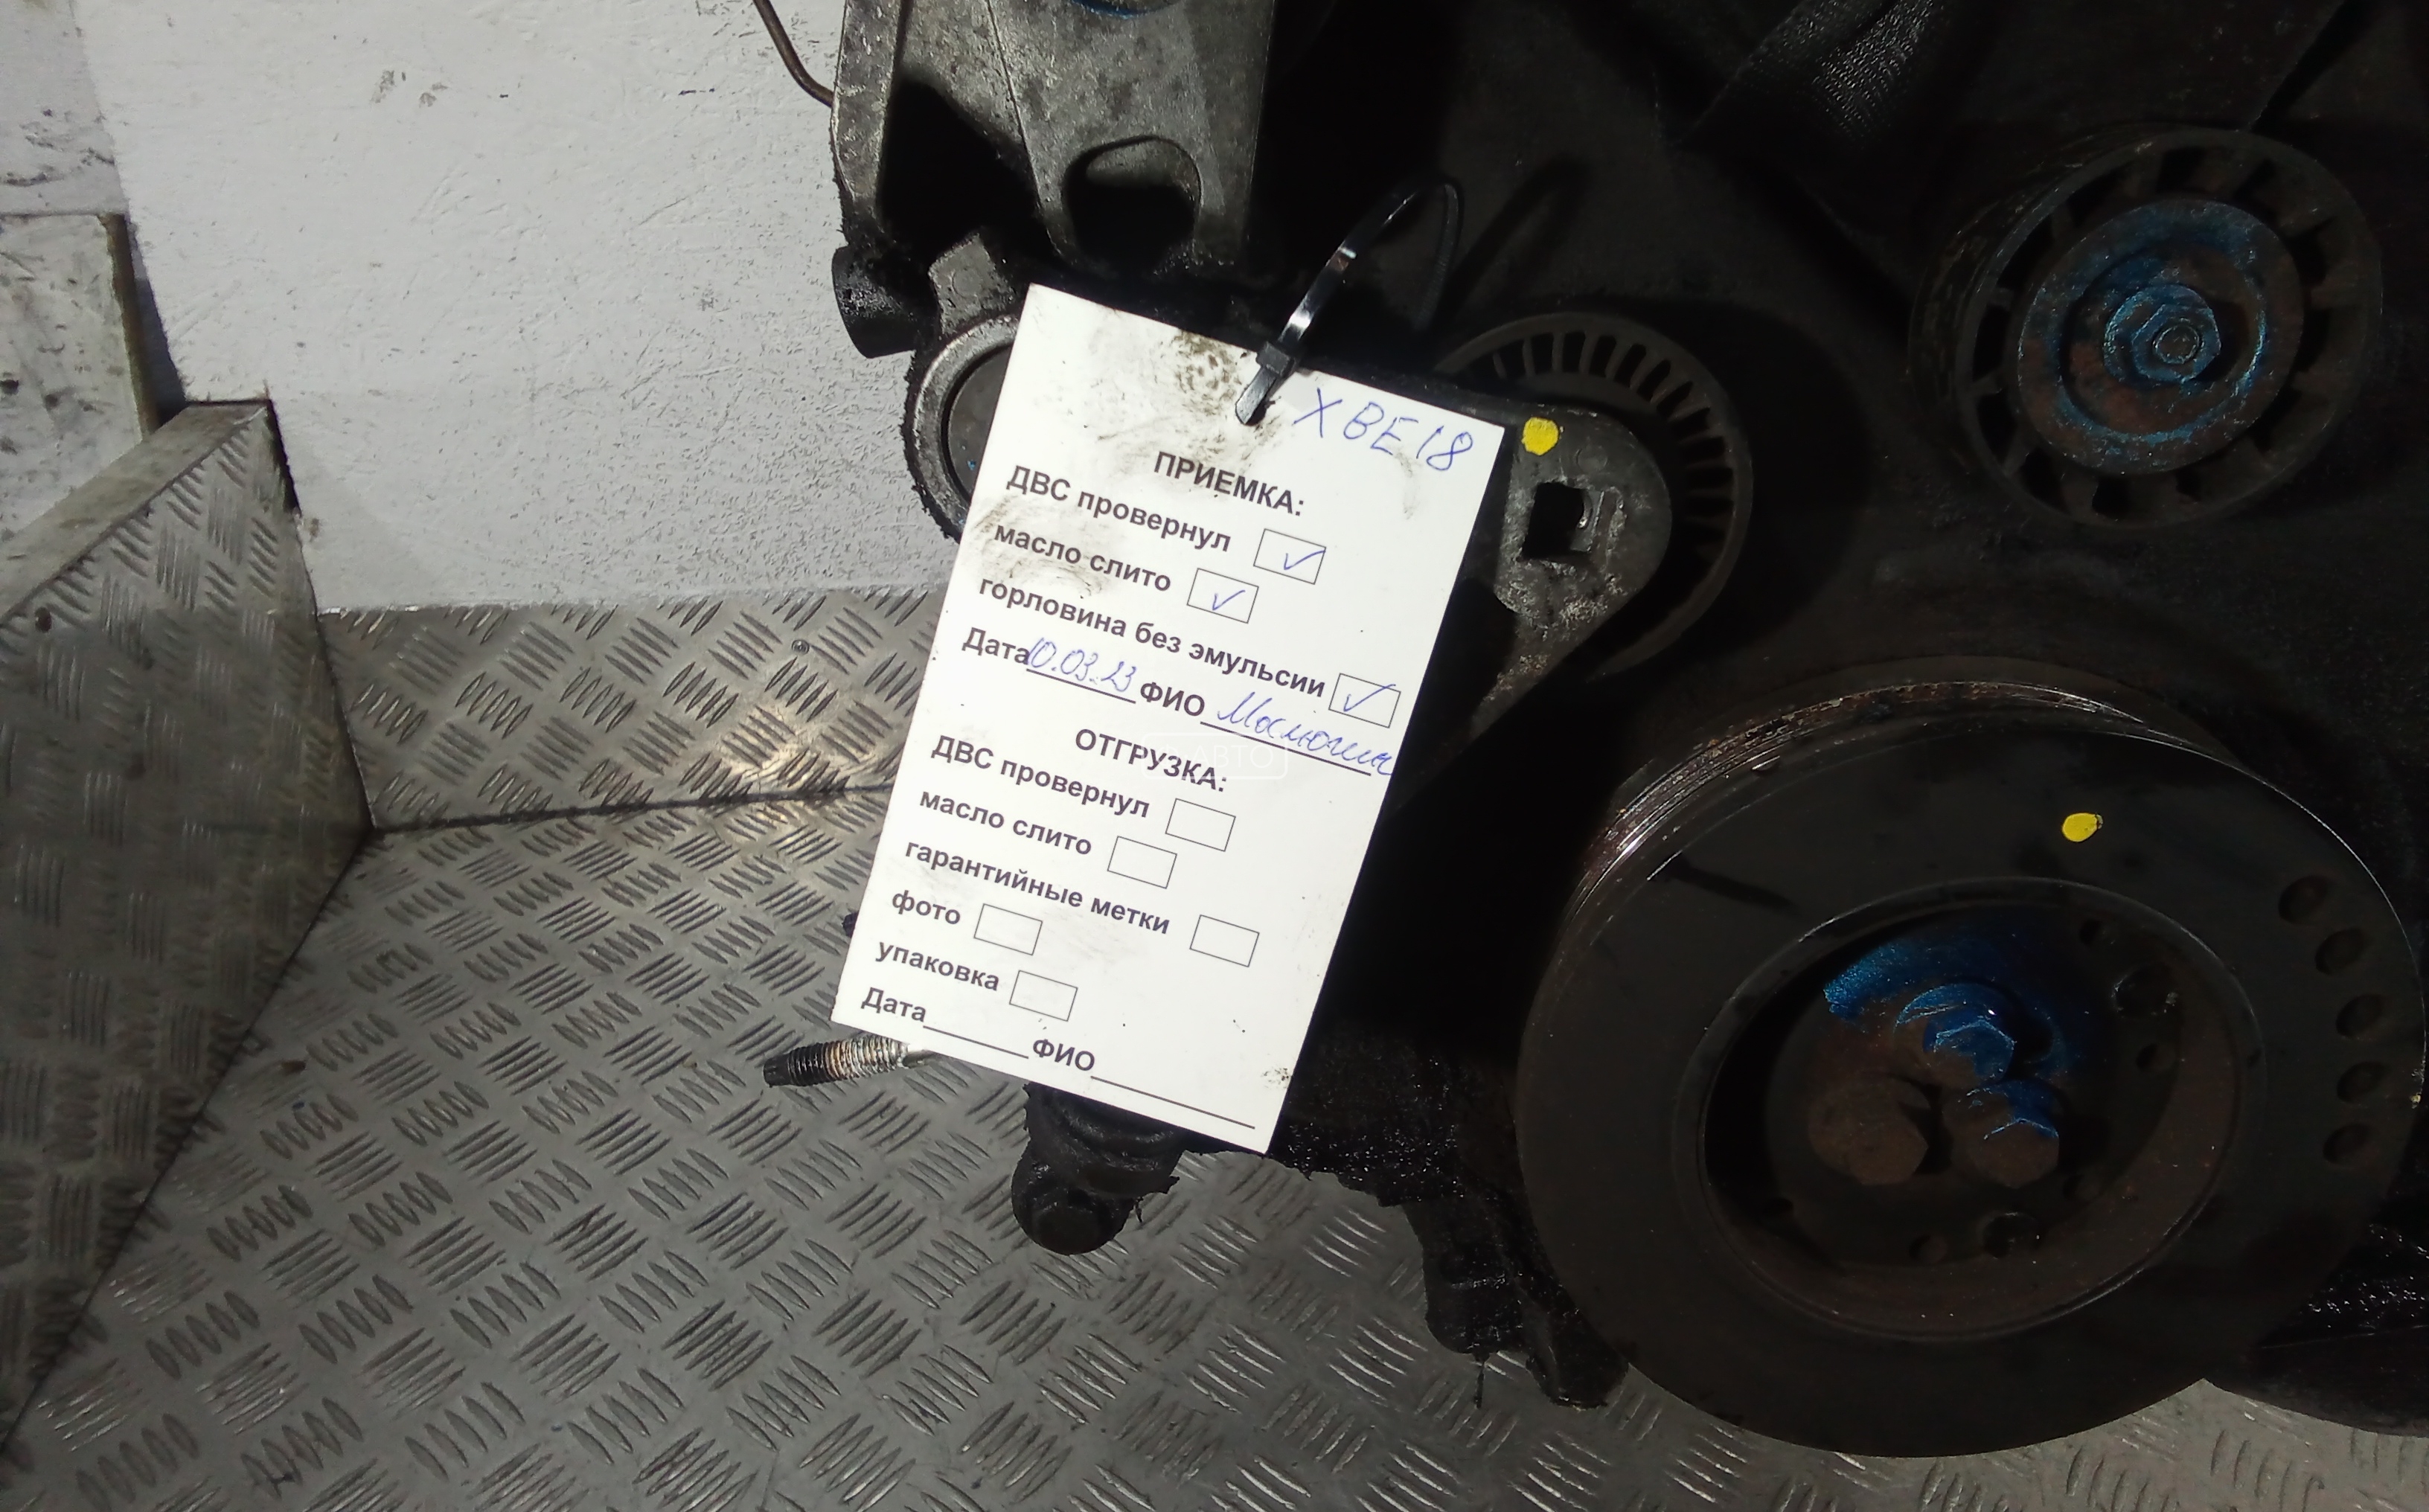 XBE18
ПРИЕМКА:
ДВС провернул
масло слито
горловина без эмульсии
Дата 10.03.23 ФИО
ОТГРУЗКА:
АВТО
ДВС провернул
масло слито
гарантийные метки
фото
упаковка
Дата ФИО